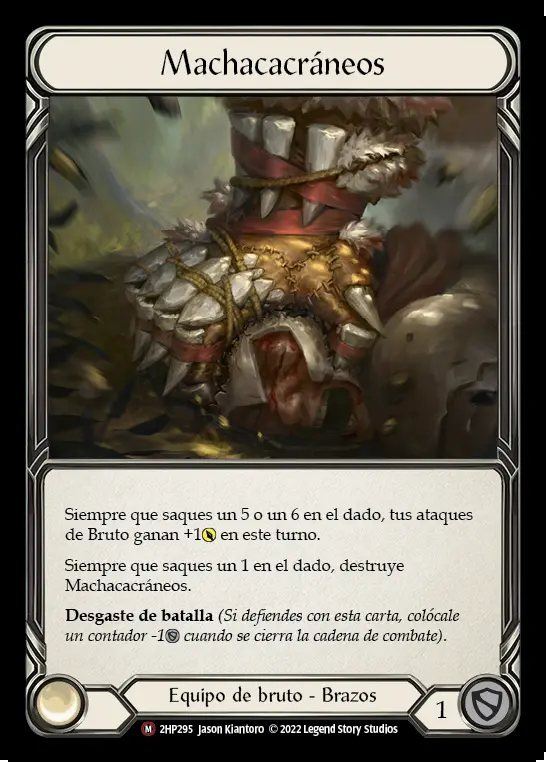 Machacacráneos
Siempre que saques un 5 o un 6 en el dado, tus ataques
de Bruto ganan +1 en este turno.
Siempre que saques un 1 en el dado, destruye
Machacacráneos.
Desgaste de batalla (Si defiendes con esta carta, colócale
un contador -1 cuando se cierra la cadena de combate).
Equipo de bruto - Brazos
1
M 2HP295 Jason Kiantoro © 2022 Legend Story Studios